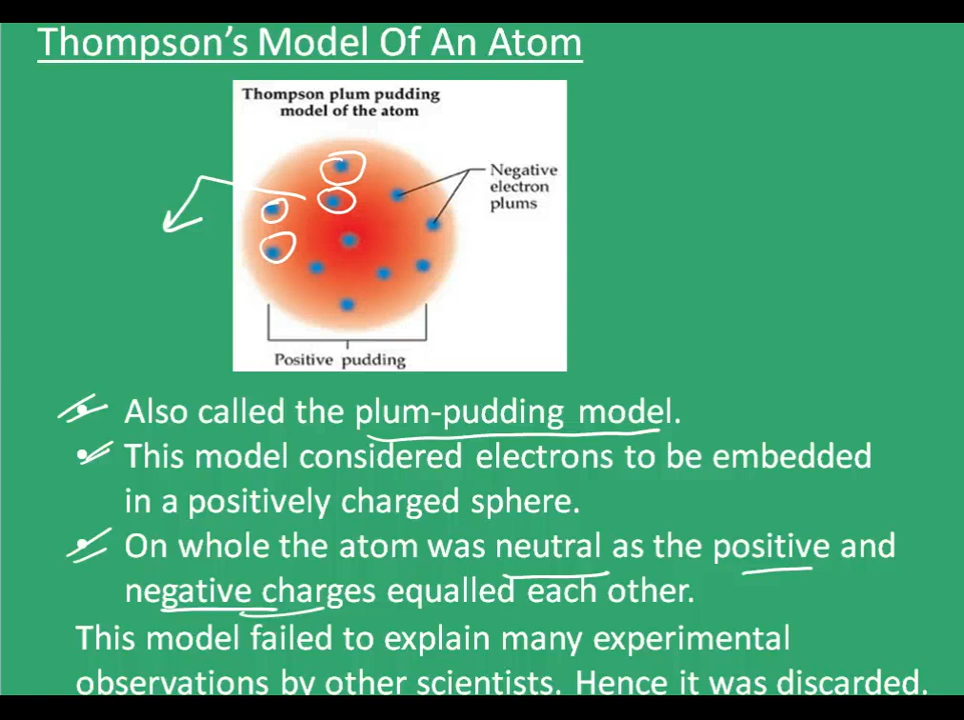 Thompson's Model Of An Atom
Thompson plum pudding
model of the atom
Negative
electron
plums
Positive pudding
• Also called the plum-pudding model.
• This model considered electrons to be embedded
in a positively charged sphere.
• On whole the atom was neutral as the positive and
negative charges equalled each other.
This model failed to explain many experimental
observations by other scientists. Hence it was discarded.